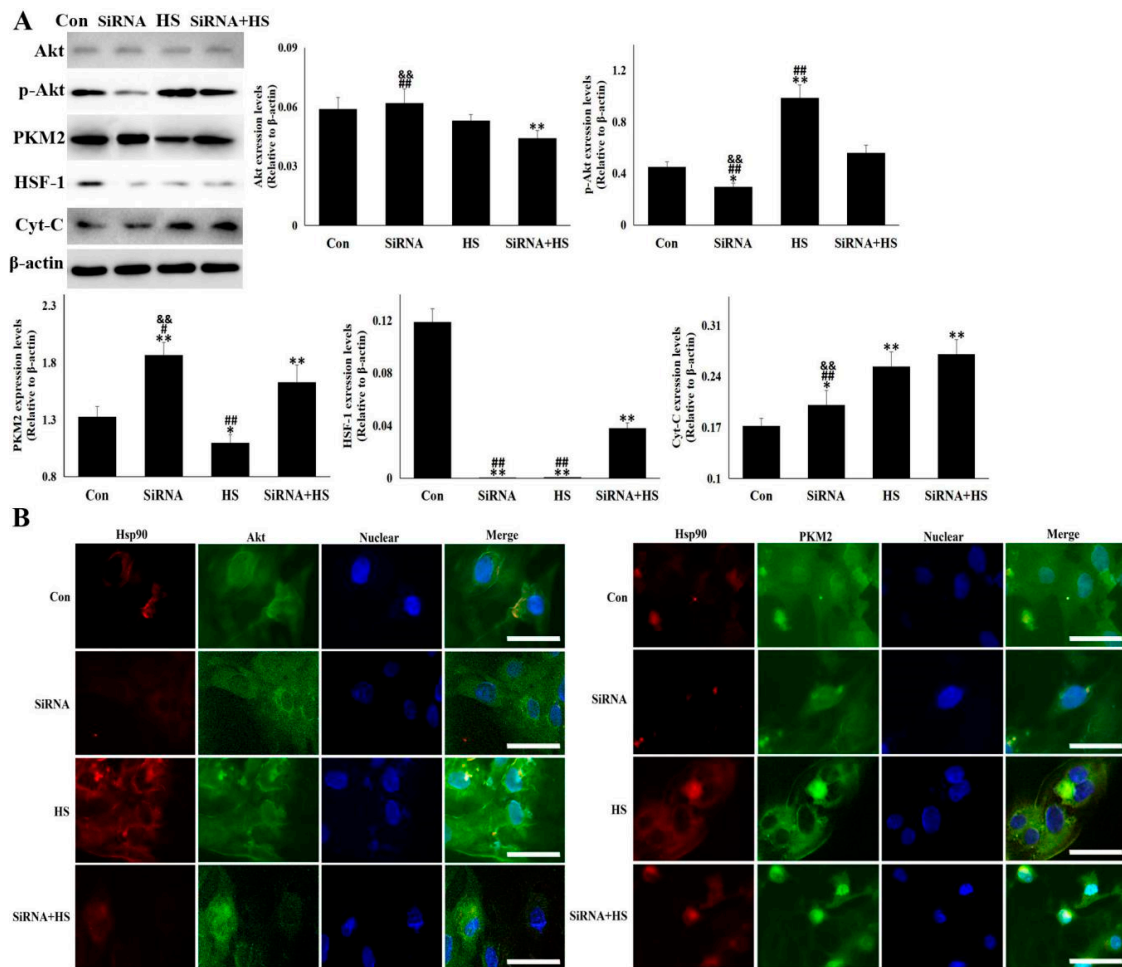 A
Con SiRNA HS SiRNA+HS
Akt
p-Akt
PKM2
HSF-1
Cyt-C
β-actin
Akt exression levels
(Relative to β-actin)
0.09
0.06
0.03
0
&&
##
**
Con SiRNA HS SiRNA+HS
p-Akt exression levels
(Relative to β-actin)
1.2
0.8
0.4
0
&&
##
*
##
**
Con SiRNA HS SiRNA+HS
PKM2 expression levels
(Relative to β-actin)
2.3
1.8
1.3
0.8
&&
#
**
##
*
**
Con SiRNA HS SiRNA+HS
HSF-1 exression levels
(Relative to β-actin)
0.12
0.08
0.04
0
##
**
##
**
**
Con SiRNA HS SiRNA+HS
Cyt-C exression levels
(Relative to β-actin)
0.31
0.24
0.17
0.1
&&
##
*
**
**
Con SiRNA HS SiRNA+HS
B
Hsp90 Akt Nuclear Merge
Con
SiRNA
HS
SiRNA+HS
Hsp90 PKM2 Nuclear Merge
Con
SiRNA
HS
SiRNA+HS